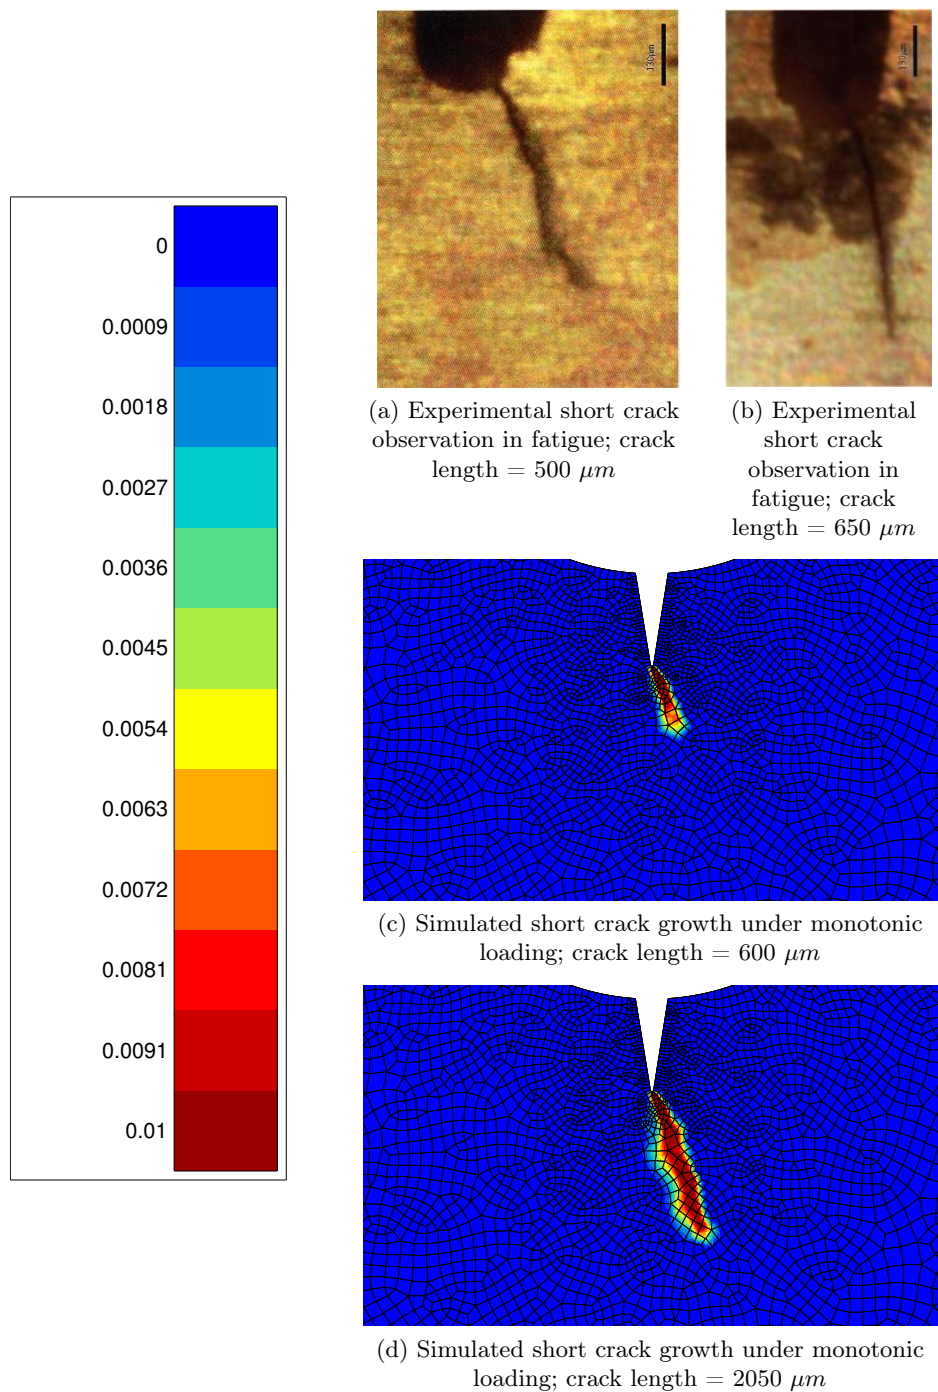 0
0.0009
0.0018
0.0027
0.0036
0.0045
0.0054
0.0063
0.0072
0.0081
0.0091
0.01
130µm
130µm
(a) Experimental short crack
observation in fatigue; crack
length = 500 µm
(b) Experimental
short crack
observation in
fatigue; crack
length = 650 µm
(c) Simulated short crack growth under monotonic
loading; crack length = 600 µm
(d) Simulated short crack growth under monotonic
loading; crack length = 2050 µm